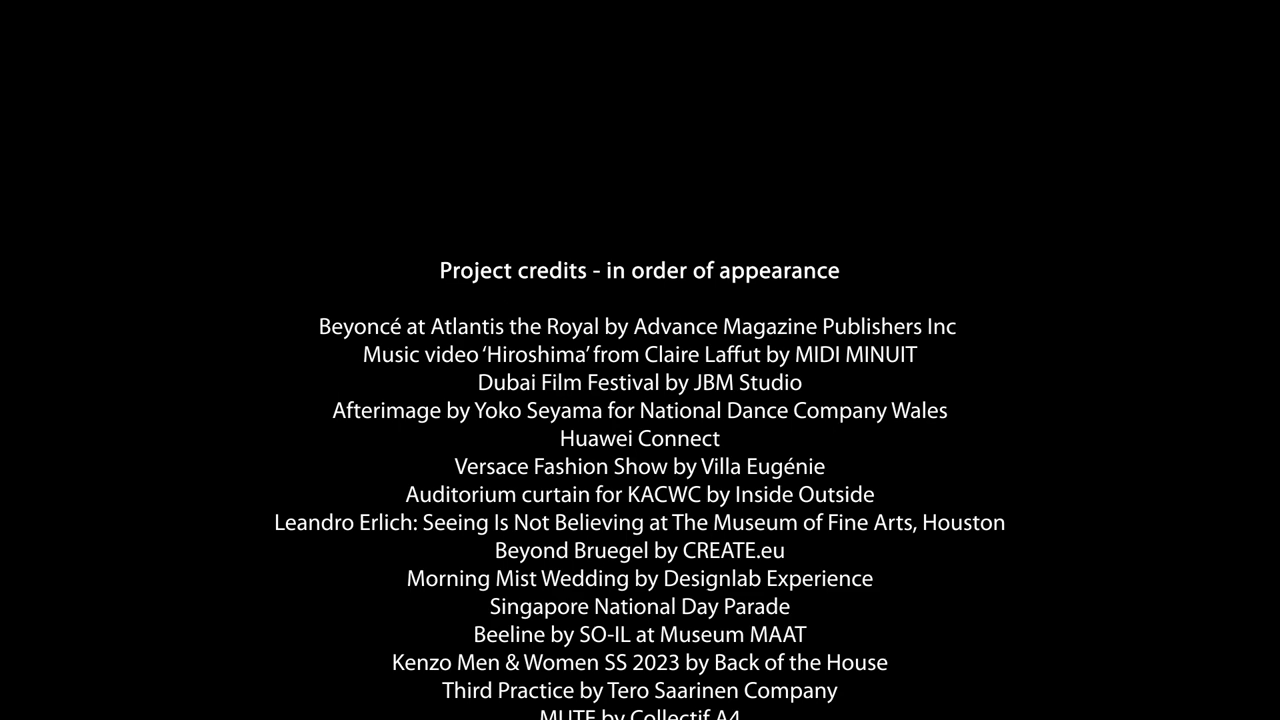 Project credits - in order of appearance
Beyoncé at Atlantis the Royal by Advance Magazine Publishers Inc
Music video ‘Hiroshima’ from Claire Laffut by MIDI MINUIT
Dubai Film Festival by JBM Studio
Afterimage by Yoko Seyama for National Dance Company Wales
Huawei Connect
Versace Fashion Show by Villa Eugénie
Auditorium curtain for KACWC by Inside Outside
Leandro Erlich: Seeing Is Not Believing at The Museum of Fine Arts, Houston
Beyond Bruegel by CREATE.eu
Morning Mist Wedding by Designlab Experience
Singapore National Day Parade
Beeline by SO-IL at Museum MAAT
Kenzo Men & Women SS 2023 by Back of the House
Third Practice by Tero Saarinen Company
MUTE by Collectif A4